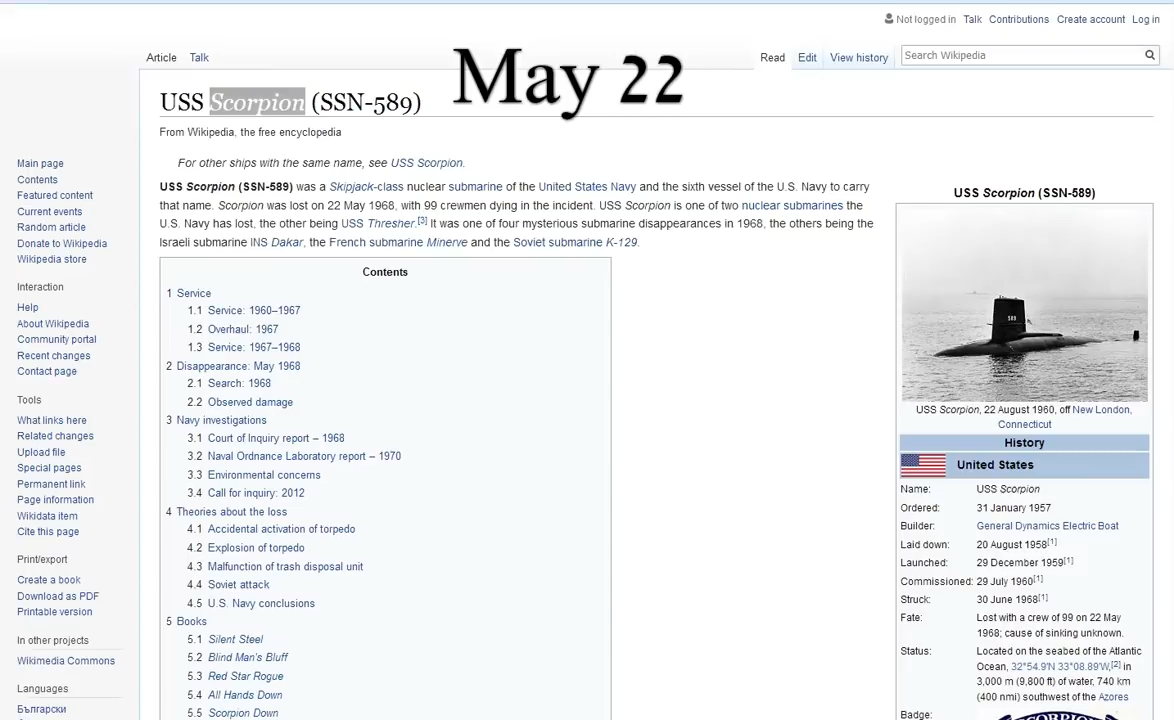 Not logged in Talk Contributions Create account Log in
Article Talk
Read Edit View history Search Wikipedia
May 22
USS Scorpion (SSN-589)
From Wikipedia, the free encyclopedia
For other ships with the same name, see USS Scorpion.
USS Scorpion (SSN-589) was a Skipjack-class nuclear submarine of the United States Navy and the sixth vessel of the U.S. Navy to carry
that name. Scorpion was lost on 22 May 1968, with 99 crewmen dying in the incident. USS Scorpion is one of two nuclear submarines the
U.S. Navy has lost, the other being USS Thresher.[3] It was one of four mysterious submarine disappearances in 1968, the others being the
Israeli submarine INS Dakar, the French submarine Minerve and the Soviet submarine K-129.
Main page
Contents
Featured content
Current events
Random article
Donate to Wikipedia
Wikipedia store
Interaction
Help
About Wikipedia
Community portal
Recent changes
Contact page
Tools
What links here
Related changes
Upload file
Special pages
Permanent link
Page information
Wikidata item
Cite this page
Print/export
Create a book
Download as PDF
Printable version
In other projects
Wikimedia Commons
Languages
Български
Contents
1 Service
1.1 Service: 1960–1967
1.2 Overhaul: 1967
1.3 Service: 1967–1968
2 Disappearance: May 1968
2.1 Search: 1968
2.2 Observed damage
3 Navy investigations
3.1 Court of Inquiry report – 1968
3.2 Naval Ordnance Laboratory report – 1970
3.3 Environmental concerns
3.4 Call for inquiry: 2012
4 Theories about the loss
4.1 Accidental activation of torpedo
4.2 Explosion of torpedo
4.3 Malfunction of trash disposal unit
4.4 Soviet attack
4.5 U.S. Navy conclusions
5 Books
5.1 Silent Steel
5.2 Blind Man's Bluff
5.3 Red Star Rogue
5.4 All Hands Down
5.5 Scorpion Down
USS Scorpion (SSN-589)
589
USS Scorpion, 22 August 1960, off New London,
Connecticut
History
United States
Name: USS Scorpion
Ordered: 31 January 1957
Builder: General Dynamics Electric Boat
Laid down: 20 August 1958[1]
Launched: 29 December 1959[1]
Commissioned: 29 July 1960[1]
Struck: 30 June 1968[1]
Fate: Lost with a crew of 99 on 22 May
1968; cause of sinking unknown.
Status: Located on the seabed of the Atlantic
Ocean, 32°54.9′N 33°08.89′W,[2] in
3,000 m (9,800 ft) of water, 740 km
(400 nmi) southwest of the Azores
Badge:
SCORPION